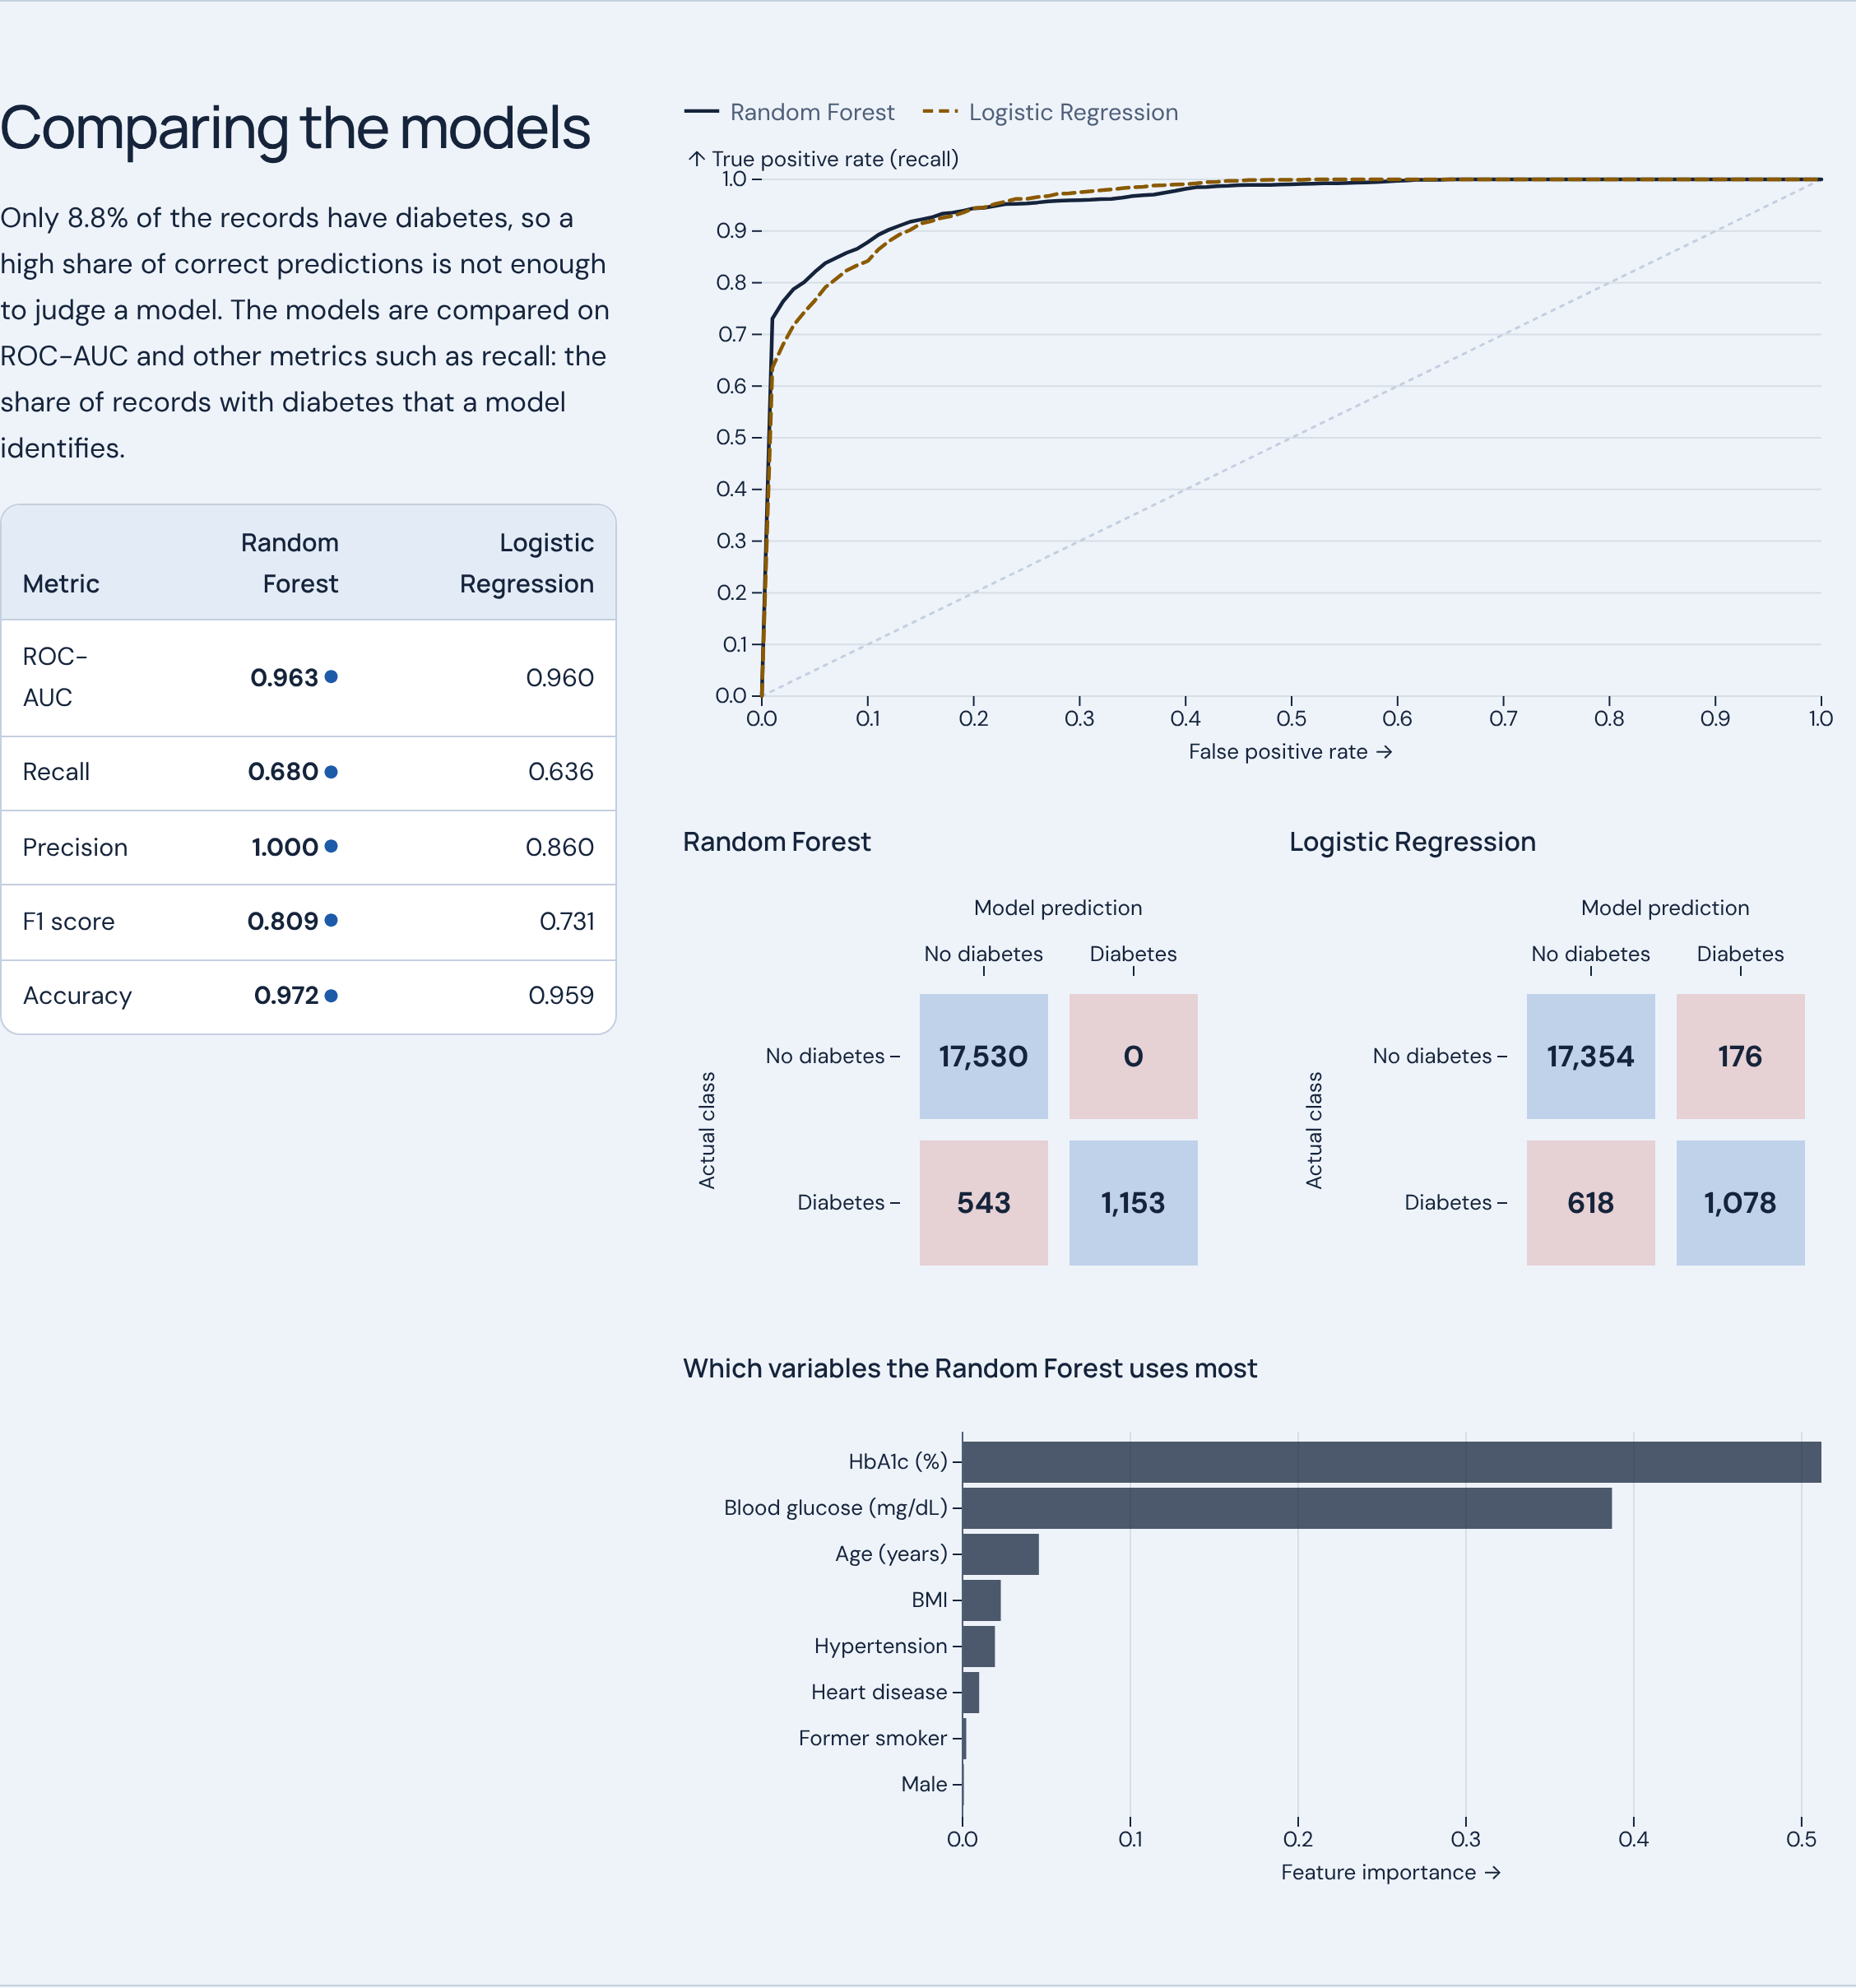 Comparing the models
Only 8.8% of the records have diabetes, so a
high share of correct predictions is not enough
to judge a model. The models are compared on
ROC-AUC and other metrics such as recall: the
share of records with diabetes that a model
identifies.
Metric Random Forest Logistic Regression
ROC-AUC 0.963 0.960
Recall 0.680 0.636
Precision 1.000 0.860
F1 score 0.809 0.731
Accuracy 0.972 0.959
Random Forest Logistic Regression
↑ True positive rate (recall)
1.0
0.9
0.8
0.7
0.6
0.5
0.4
0.3
0.2
0.1
0.0
0.0 0.1 0.2 0.3 0.4 0.5 0.6 0.7 0.8 0.9 1.0
False positive rate →
Random Forest
Model prediction
No diabetes Diabetes
Actual class
No diabetes 17,530 0
Diabetes 543 1,153
Logistic Regression
Model prediction
No diabetes Diabetes
Actual class
No diabetes 17,354 176
Diabetes 618 1,078
Which variables the Random Forest uses most
HbA1c (%)
Blood glucose (mg/dL)
Age (years)
BMI
Hypertension
Heart disease
Former smoker
Male
0.0 0.1 0.2 0.3 0.4 0.5
Feature importance →